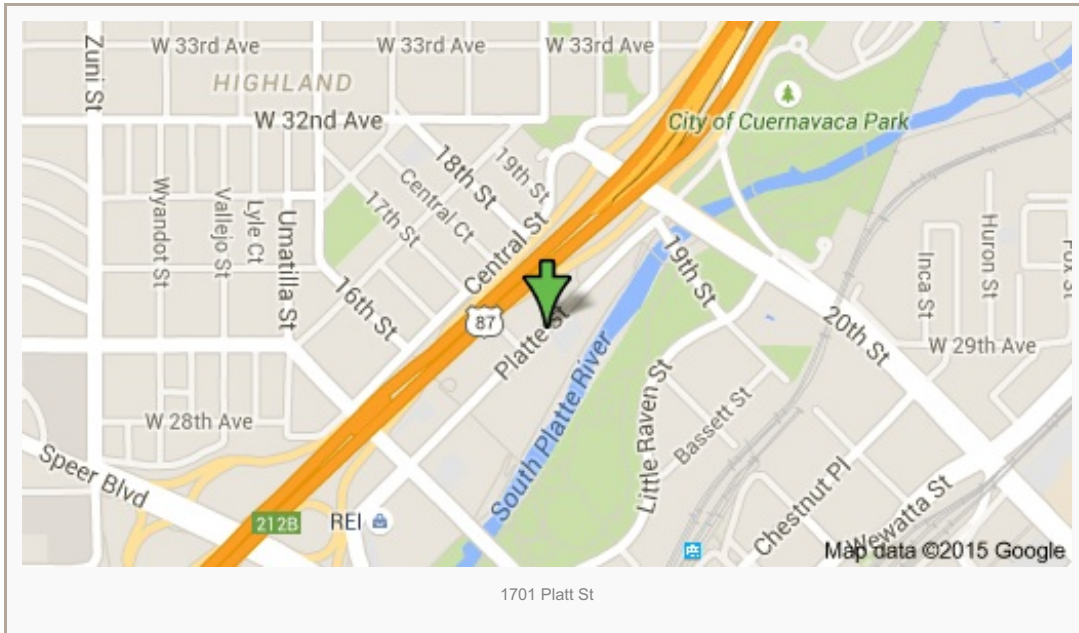 W 33rd Ave
W 33rd Ave
W 33rd Ave
Zuni St
HIGHLAND
City of Cuernavaca Park
W 32nd Ave
18th St
19th St
Central Ct
17th St
Wyandot St
Vallejo St
Lyle Ct
Umatilla St
Central St
19th St
Huron St
Inca St
Fox St
16th St
87
Platte St
20th St
W 29th Ave
South Platte River
Little Raven St
Bassett St
W 28th Ave
Speer Blvd
212B
REI
Chestnut Pl
Wewatta St
Map data ©2015 Google
1701 Platt St